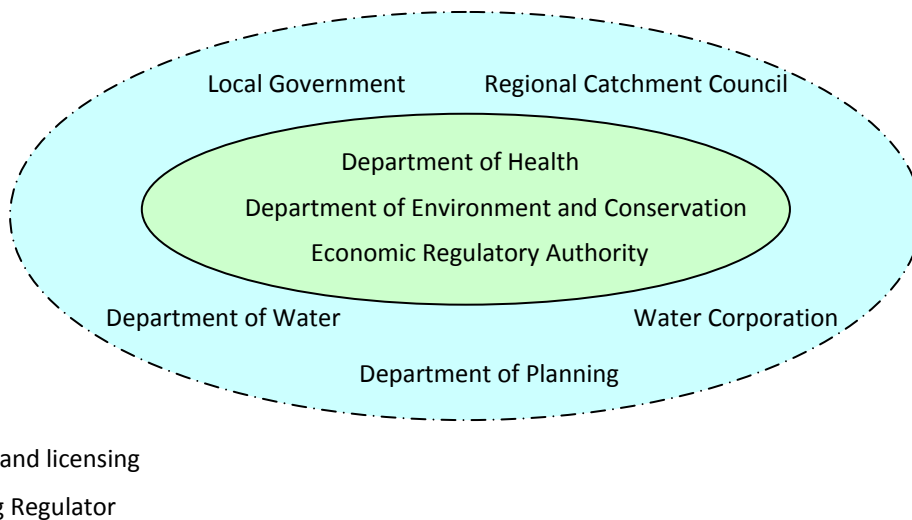 Local Government Regional Catchment Council
Department of Health
Department of Environment and Conservation
Economic Regulatory Authority
Department of Water Water Corporation
Department of Planning
and licensing
g Regulator